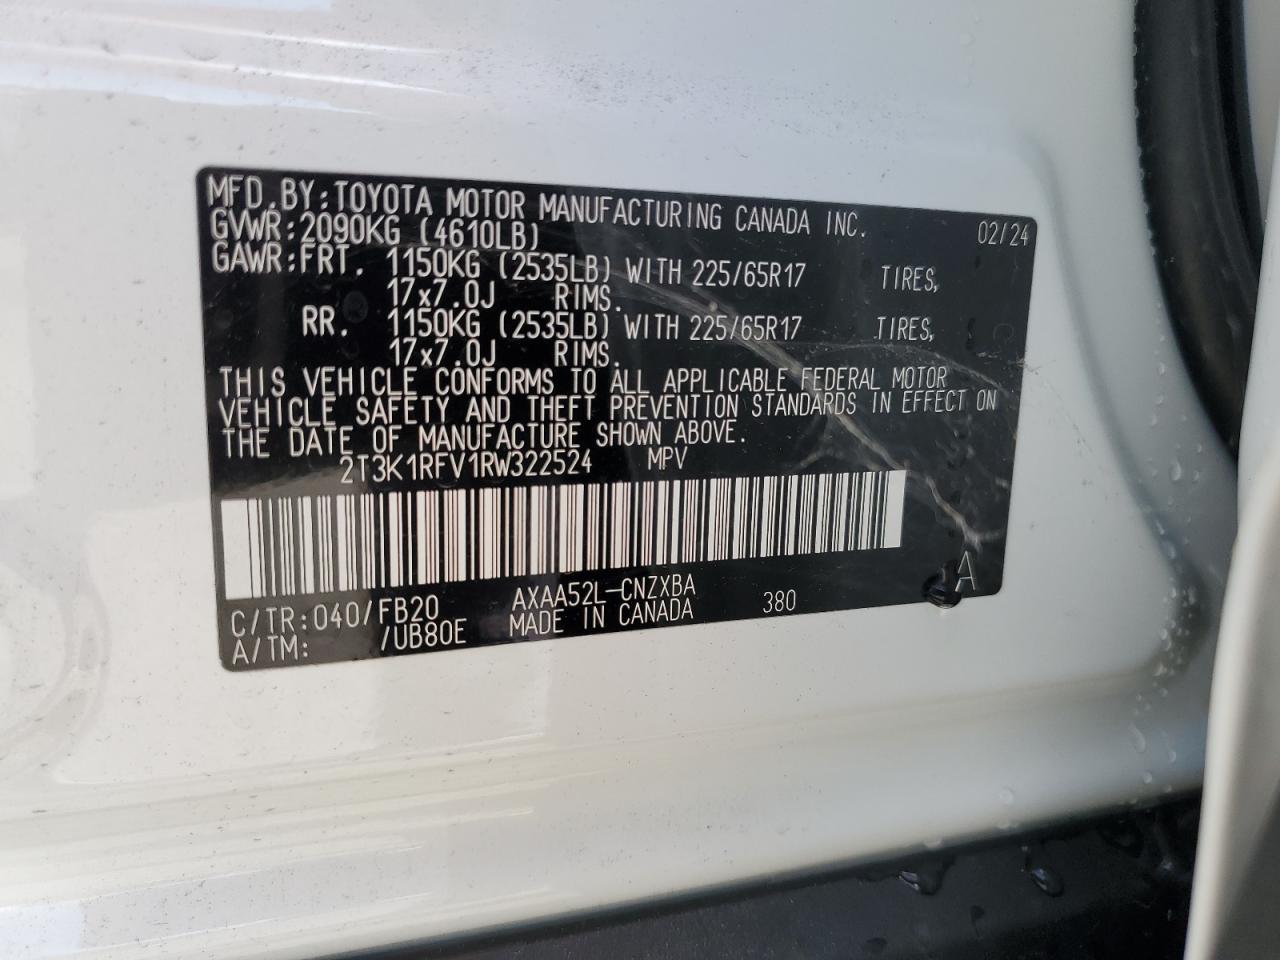 MFD.BY:TOYOTA MOTOR MANUFACTURING CANADA INC. 02/24
GVWR:2090KG (4610LB)
GAWR:FRT. 1150KG (2535LB) WITH 225/65R17 TIRES,
17x7.0J RIMS.
RR. 1150KG (2535LB) WITH 225/65R17 TIRES,
17x7.0J RIMS.
THIS VEHICLE CONFORMS TO ALL APPLICABLE FEDERAL MOTOR
VEHICLE SAFETY AND THEFT PREVENTION STANDARDS IN EFFECT ON
THE DATE OF MANUFACTURE SHOWN ABOVE.
2T3K1RFV1RW322524 MPV
A
C/TR:040/FB20 AXAA52L-CNZXBA
A/TM: /UB80E MADE IN CANADA 380